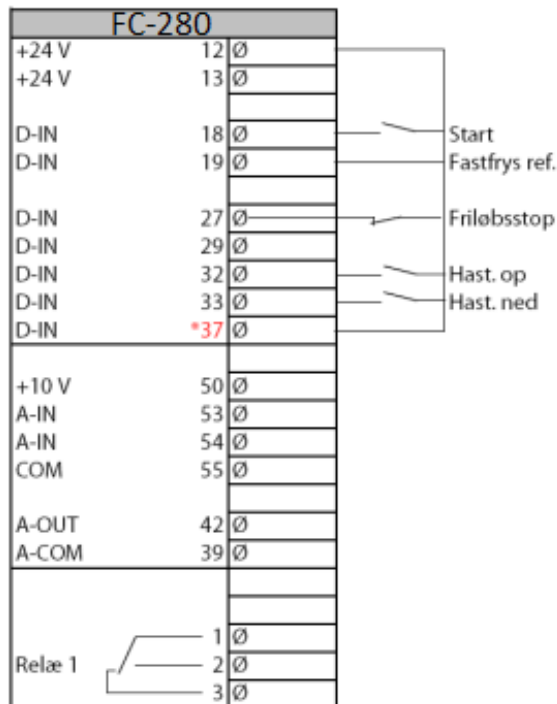 FC-280
+24 V 12 Ø
+24 V 13 Ø
D-IN 18 Ø Start
D-IN 19 Ø Fastfrys ref.
D-IN 27 Ø Friløbsstop
D-IN 29 Ø
D-IN 32 Ø Hast. op
D-IN 33 Ø Hast. ned
D-IN *37 Ø
+10 V 50 Ø
A-IN 53 Ø
A-IN 54 Ø
COM 55 Ø
A-OUT 42 Ø
A-COM 39 Ø
1 Ø
Relæ 1 2 Ø
3 Ø